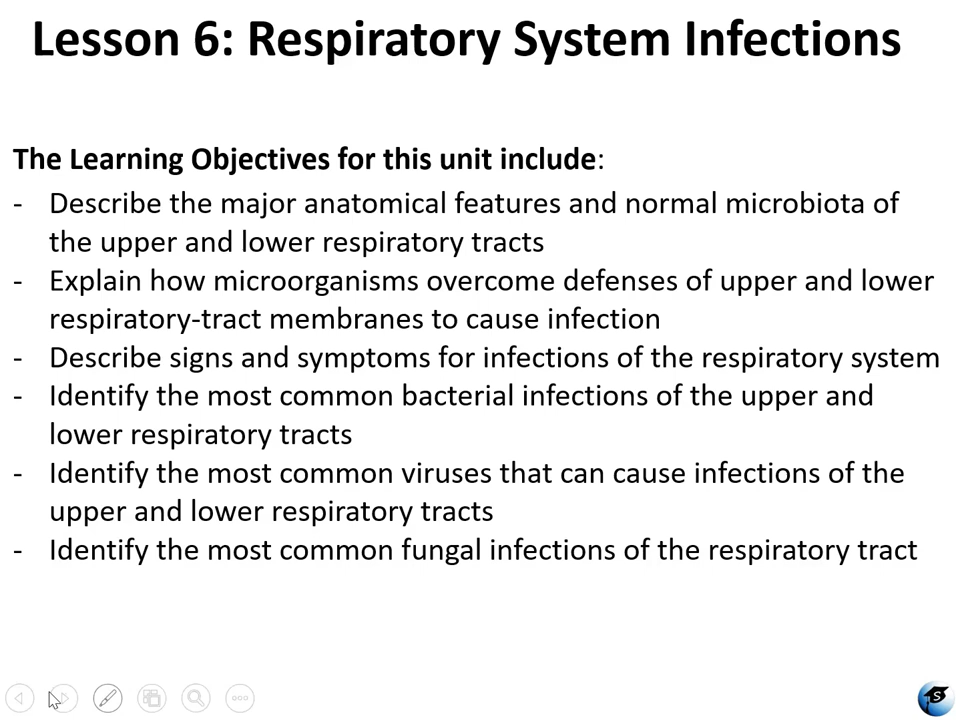 Lesson 6: Respiratory System Infections
The Learning Objectives for this unit include:
- Describe the major anatomical features and normal microbiota of
the upper and lower respiratory tracts
- Explain how microorganisms overcome defenses of upper and lower
respiratory-tract membranes to cause infection
- Describe signs and symptoms for infections of the respiratory system
- Identify the most common bacterial infections of the upper and
lower respiratory tracts
- Identify the most common viruses that can cause infections of the
upper and lower respiratory tracts
- Identify the most common fungal infections of the respiratory tract
S